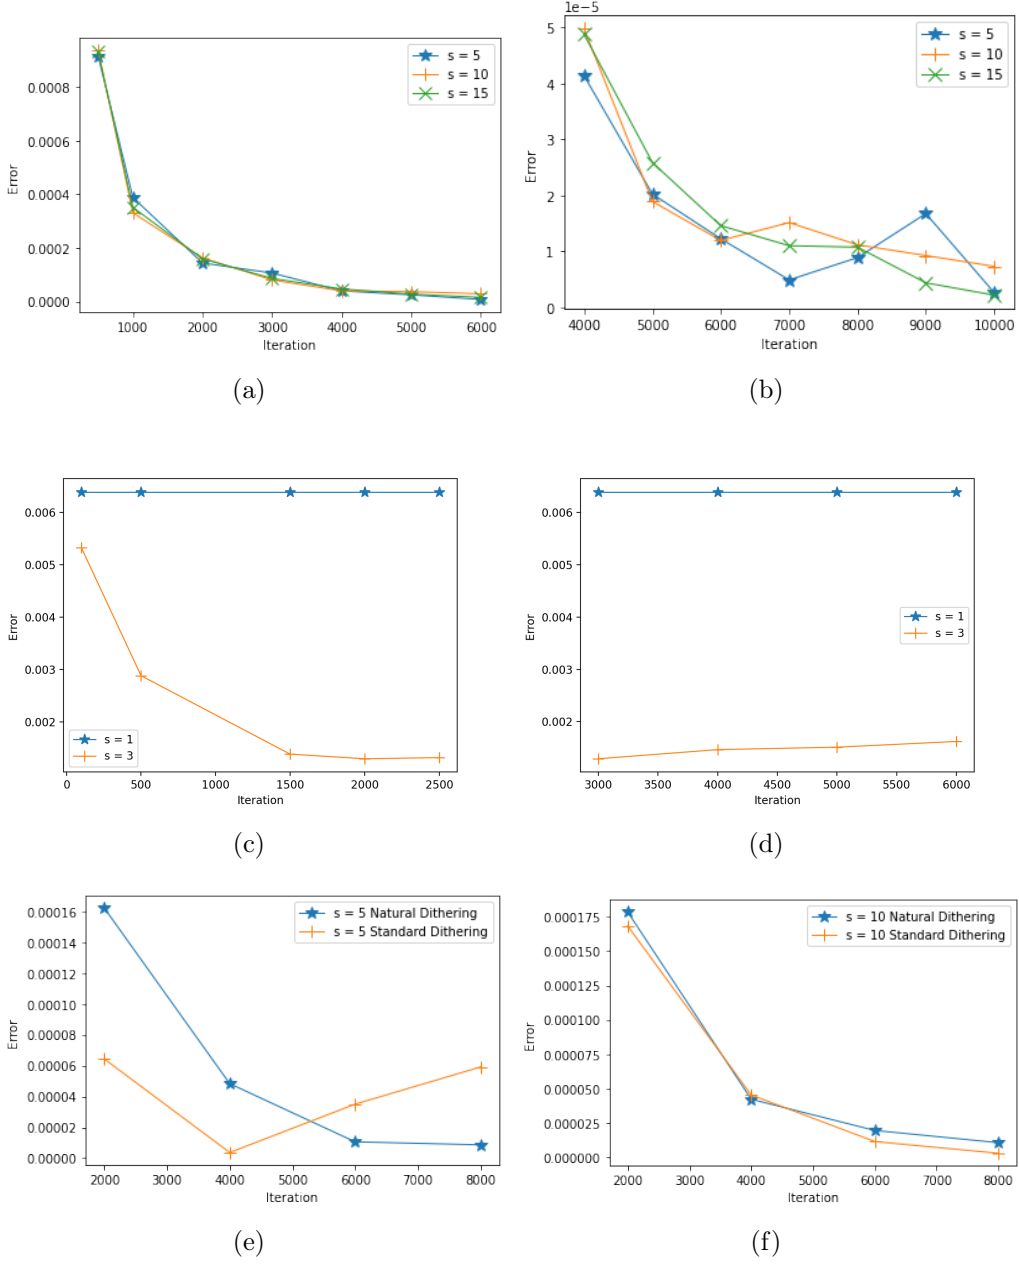 s = 5
s = 10
s = 15
0.0008
0.0006
0.0004
0.0002
0.0000
Error
1000 2000 3000 4000 5000 6000
Iteration
(a)
1e−5
s = 5
s = 10
s = 15
5
4
3
2
1
0
Error
4000 5000 6000 7000 8000 9000 10000
Iteration
(b)
0.006
0.005
0.004
0.003
0.002
Error
s = 1
s = 3
0 500 1000 1500 2000 2500
Iteration
(c)
0.006
0.005
0.004
0.003
0.002
Error
s = 1
s = 3
3000 3500 4000 4500 5000 5500 6000
Iteration
(d)
s = 5 Natural Dithering
s = 5 Standard Dithering
0.00016
0.00014
0.00012
0.00010
0.00008
0.00006
0.00004
0.00002
0.00000
Error
2000 3000 4000 5000 6000 7000 8000
Iteration
(e)
s = 10 Natural Dithering
s = 10 Standard Dithering
0.000175
0.000150
0.000125
0.000100
0.000075
0.000050
0.000025
0.000000
Error
2000 3000 4000 5000 6000 7000 8000
Iteration
(f)